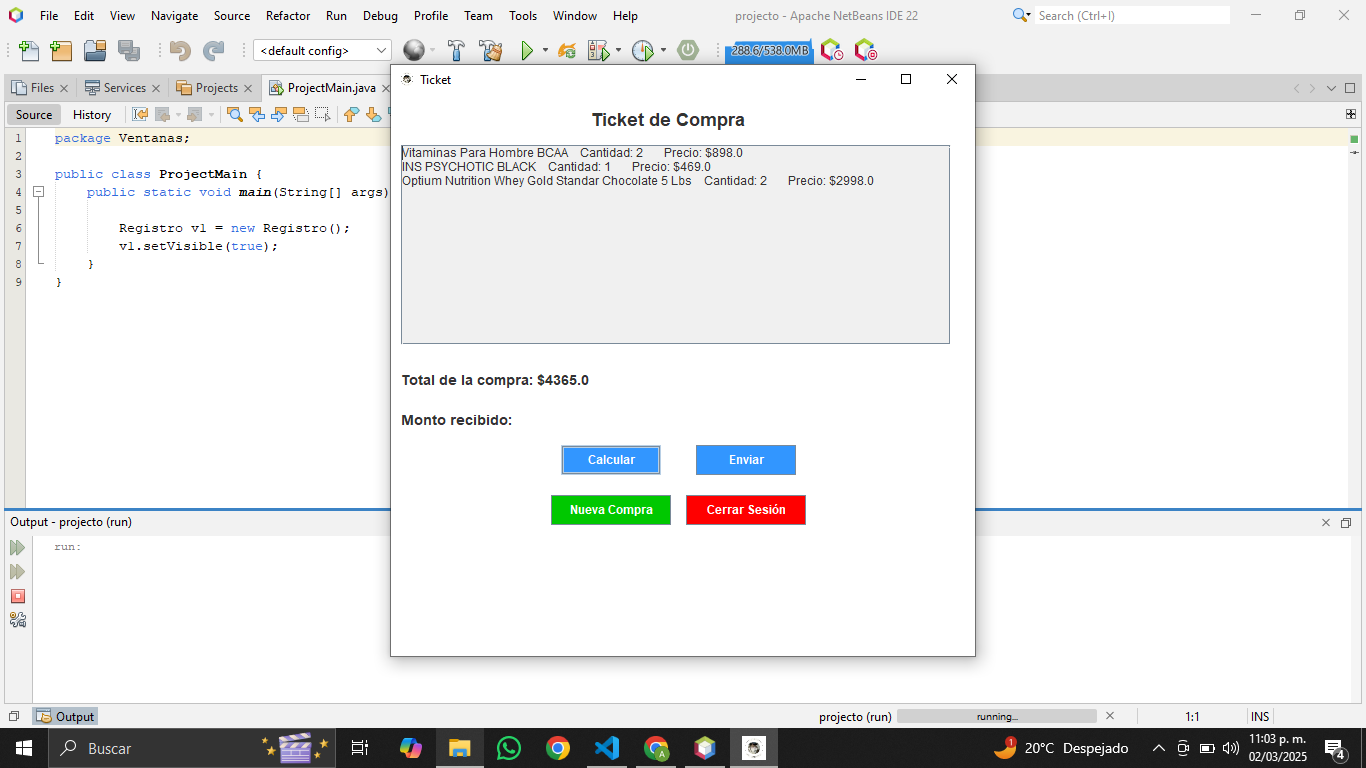 File Edit View Navigate Source Refactor Run Debug Profile Team Tools Window Help
projecto - Apache NetBeans IDE 22
Search (Ctrl+I)
<default config>
288.6/538.0MB
Files
Services
Projects
ProjectMain.java
Source History
1 package Ventanas;
2
3 public class ProjectMain {
4 public static void main(String[] args)
5
6 Registro v1 = new Registro();
7 v1.setVisible(true);
8 }
9 }
Ticket
Ticket de Compra
Vitaminas Para Hombre BCAA Cantidad: 2 Precio: $898.0
INS PSYCHOTIC BLACK Cantidad: 1 Precio: $469.0
Optium Nutrition Whey Gold Standar Chocolate 5 Lbs Cantidad: 2 Precio: $2998.0
Total de la compra: $4365.0
Monto recibido:
Calcular
Enviar
Nueva Compra
Cerrar Sesión
Output - projecto (run)
run:
Output
projecto (run)
running...
1:1
INS
Buscar
1
20°C Despejado
11:03 p. m.
02/03/2025
4